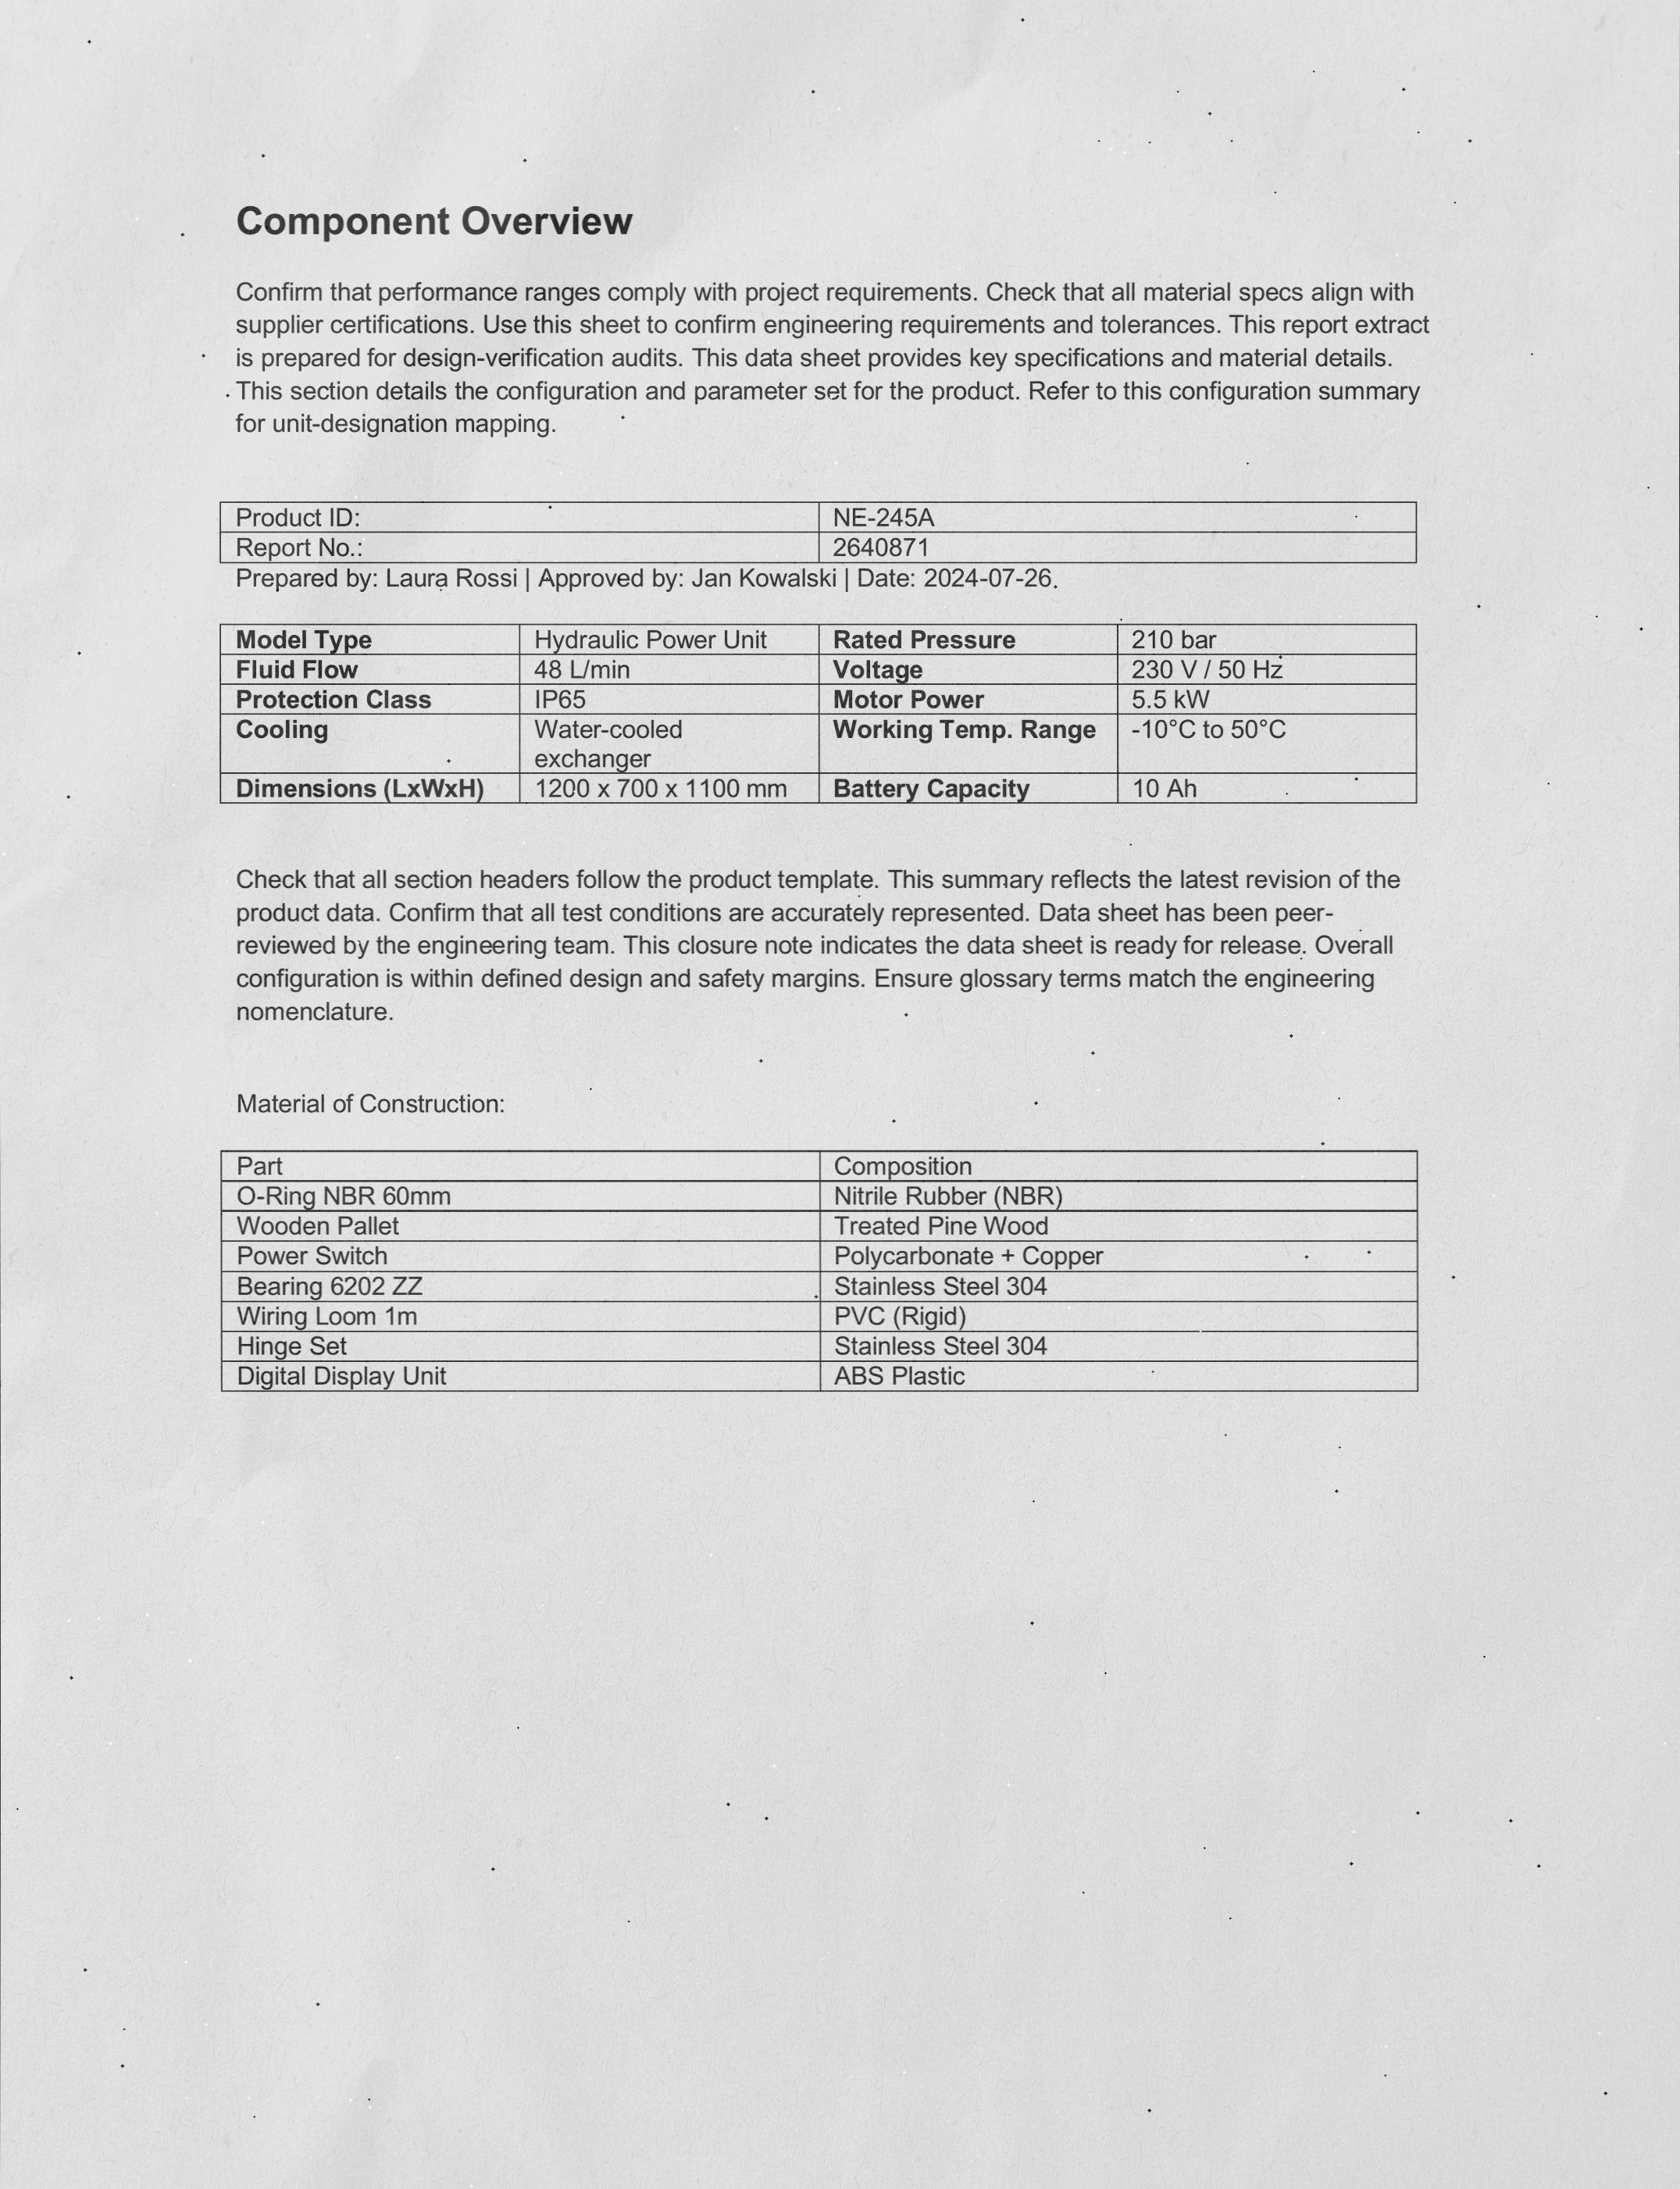 Component Overview
Confirm that performance ranges comply with project requirements. Check that all material specs align with
supplier certifications. Use this sheet to confirm engineering requirements and tolerances. This report extract
is prepared for design-verification audits. This data sheet provides key specifications and material details.
This section details the configuration and parameter set for the product. Refer to this configuration summary
for unit-designation mapping.
Product ID: NE-245A
Report No.: 2640871
Prepared by: Laura Rossi | Approved by: Jan Kowalski | Date: 2024-07-26
Model Type Hydraulic Power Unit Rated Pressure 210 bar
Fluid Flow 48 L/min Voltage 230 V / 50 Hz
Protection Class IP65 Motor Power 5.5 kW
Cooling Water-cooled Working Temp. Range -10°C to 50°C
exchanger
Dimensions (LxWxH) 1200 x 700 x 1100 mm Battery Capacity 10 Ah
Check that all section headers follow the product template. This summary reflects the latest revision of the
product data. Confirm that all test conditions are accurately represented. Data sheet has been peer-
reviewed by the engineering team. This closure note indicates the data sheet is ready for release. Overall
configuration is within defined design and safety margins. Ensure glossary terms match the engineering
nomenclature.
Material of Construction:
Part Composition
O-Ring NBR 60mm Nitrile Rubber (NBR)
Wooden Pallet Treated Pine Wood
Power Switch Polycarbonate + Copper
Bearing 6202 ZZ Stainless Steel 304
Wiring Loom 1m PVC (Rigid)
Hinge Set Stainless Steel 304
Digital Display Unit ABS Plastic